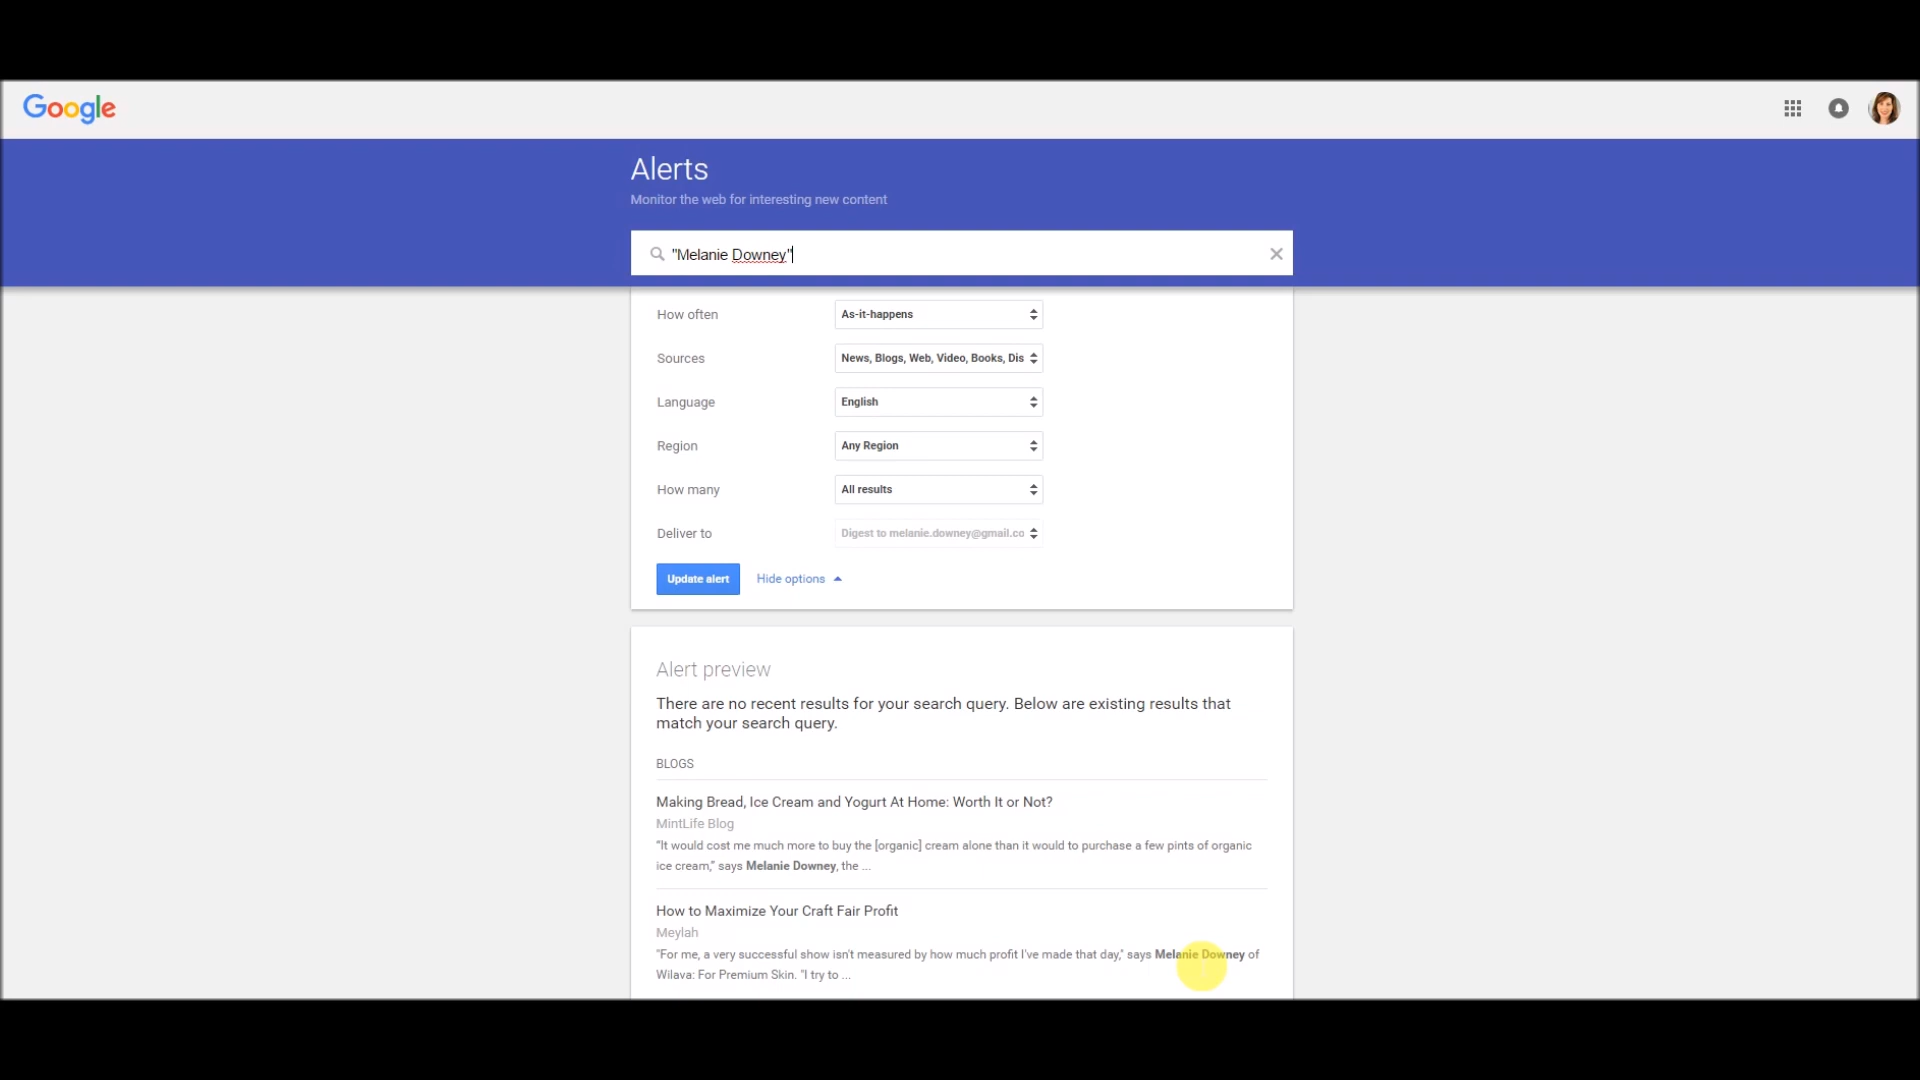 Google
Alerts
Monitor the web for interesting new content
"Melanie Downey"
How often As-it-happens
Sources News, Blogs, Web, Video, Books, Dis
Language English
Region Any Region
How many All results
Deliver to Digest to melanie.downey@gmail.co
Update alert Hide options
Alert preview
There are no recent results for your search query. Below are existing results that
match your search query.
BLOGS
Making Bread, Ice Cream and Yogurt At Home: Worth It or Not?
MintLife Blog
"It would cost me much more to buy the [organic] cream alone than it would to purchase a few pints of organic
ice cream," says Melanie Downey, the ...
How to Maximize Your Craft Fair Profit
Meylah
"For me, a very successful show isn't measured by how much profit I've made that day," says Melanie Downey of
Wilava: For Premium Skin. "I try to ...